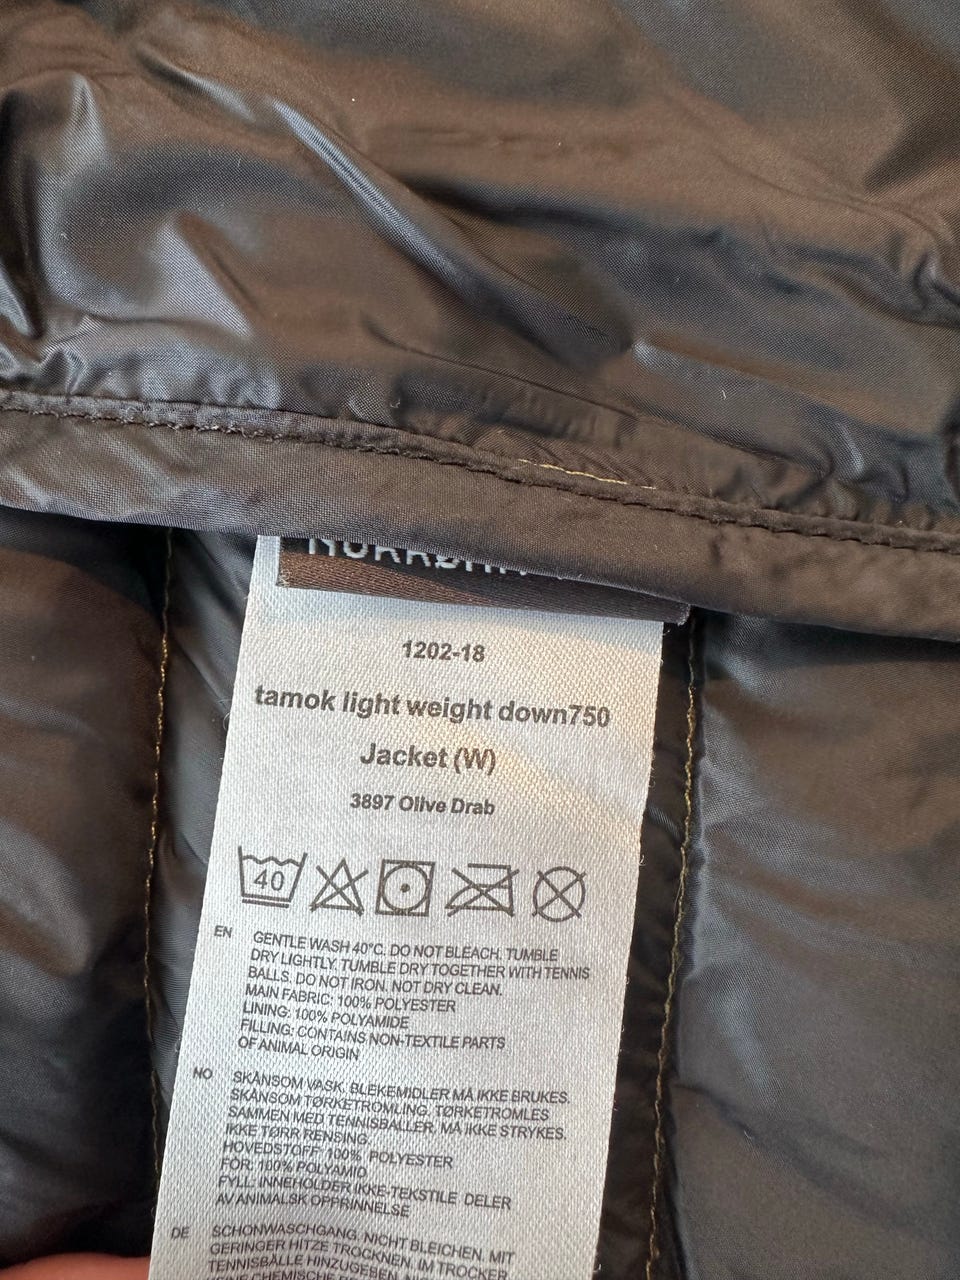 1202-18
tamok light weight down750
Jacket (W)
3897 Olive Drab
40
EN
GENTLE WASH 40°C. DO NOT BLEACH. TUMBLE
DRY LIGHTLY. TUMBLE DRY TOGETHER WITH TENNIS
BALLS. DO NOT IRON. NOT DRY CLEAN.
MAIN FABRIC: 100% POLYESTER
LINING: 100% POLYAMIDE
FILLING: CONTAINS NON-TEXTILE PARTS
OF ANIMAL ORIGIN
NO
SKÅNSOM VASK. BLEKEMIDLER MÅ IKKE BRUKES.
SKÅNSOM TØRKETROMLING. TØRKETROMLES
SAMMEN MED TENNISBALLER. MÅ IKKE STRYKES.
IKKE TØRR RENSING.
HOVEDSTOFF: 100% POLYESTER
FÔR: 100% POLYAMID
FYLL: INNEHOLDER IKKE-TEKSTILE DELER
AV ANIMALSK OPPRINNELSE
DE
SCHONWASCHGANG. NICHT BLEICHEN. MIT
GERINGER HITZE TROCKNEN. IM TROCKER
TENNISBÄLLE HINZUGEBEN.